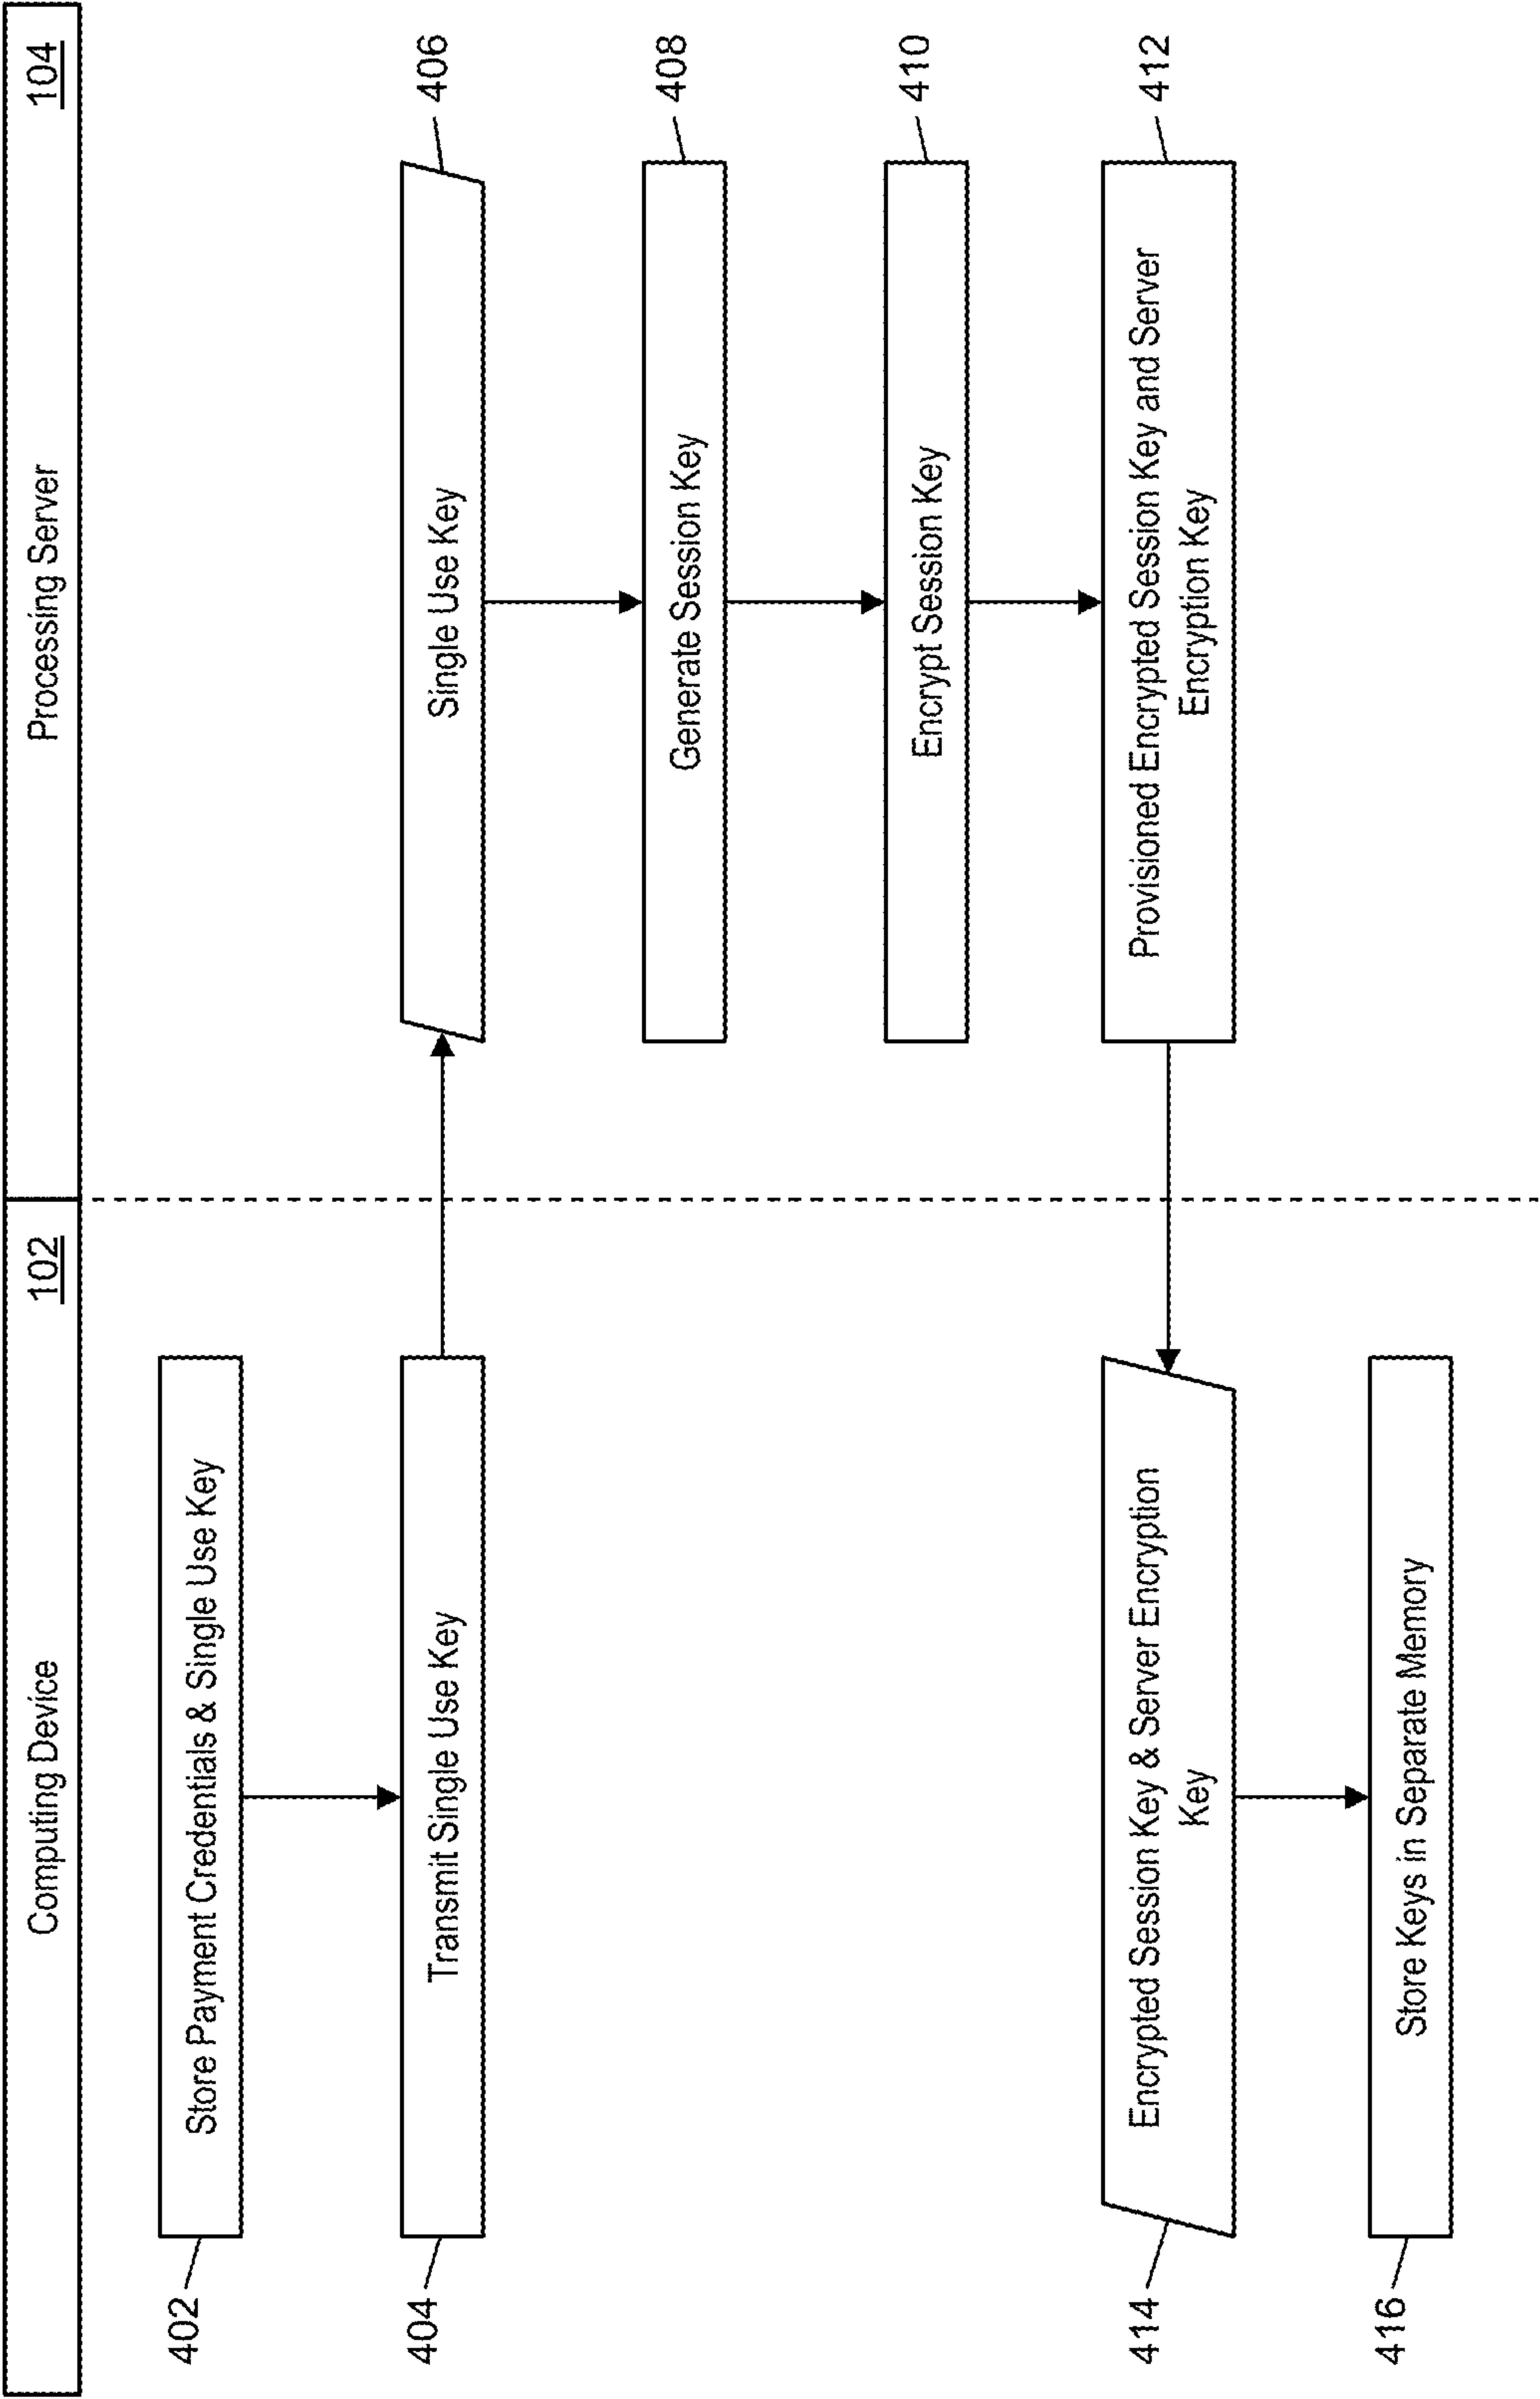 Computing Device
102
Processing Server
104
402
Store Payment Credentials & Single Use Key
404
Transmit Single Use Key
Single Use Key
406
Generate Session Key
408
Encrypt Session Key
410
Provisioned Encrypted Session Key and Server
Encryption Key
412
414
Encrypted Session Key & Server Encryption
Key
416
Store Keys in Separate Memory